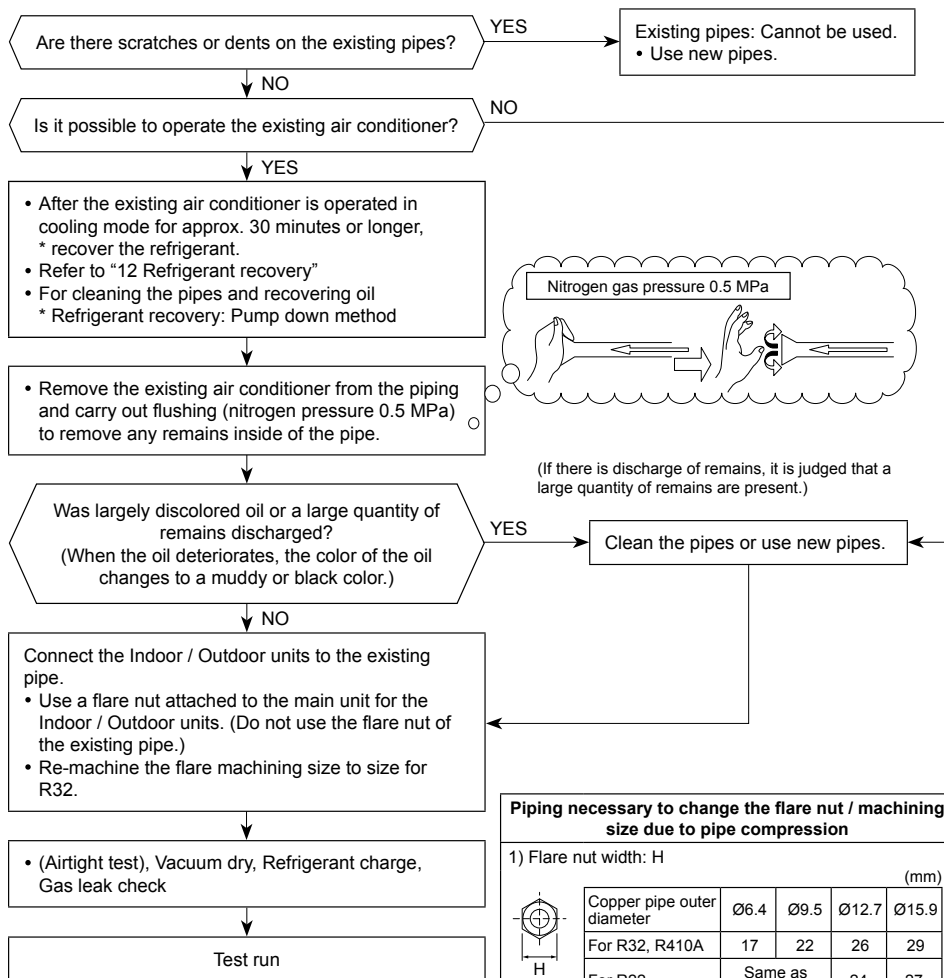 Are there scratches or dents on the existing pipes?
YES
Existing pipes: Cannot be used.
• Use new pipes.
NO
Is it possible to operate the existing air conditioner?
NO
YES
• After the existing air conditioner is operated in
cooling mode for approx. 30 minutes or longer,
* recover the refrigerant.
• Refer to “12 Refrigerant recovery”
• For cleaning the pipes and recovering oil
* Refrigerant recovery: Pump down method
Nitrogen gas pressure 0.5 MPa
• Remove the existing air conditioner from the piping
and carry out flushing (nitrogen pressure 0.5 MPa)
to remove any remains inside of the pipe.
(If there is discharge of remains, it is judged that a
large quantity of remains are present.)
Was largely discolored oil or a large quantity of
remains discharged?
(When the oil deteriorates, the color of the oil
changes to a muddy or black color.)
YES
Clean the pipes or use new pipes.
NO
Connect the Indoor / Outdoor units to the existing
pipe.
• Use a flare nut attached to the main unit for the
Indoor / Outdoor units. (Do not use the flare nut of
the existing pipe.)
• Re-machine the flare machining size to size for
R32.
• (Airtight test), Vacuum dry, Refrigerant charge,
Gas leak check
Test run
Piping necessary to change the flare nut / machining
size due to pipe compression
1) Flare nut width: H
(mm)
H
Copper pipe outer
diameter
Ø6.4 Ø9.5 Ø12.7 Ø15.9
For R32, R410A 17 22 26 29
Same as